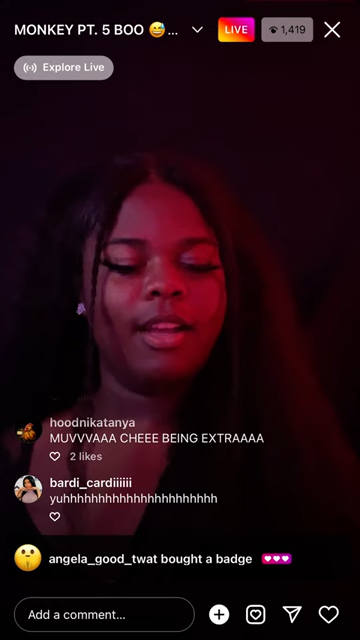 MONKEY PT. 5 BOO 😅...
LIVE
1,419
Explore Live
hoodnikatanya
MUVVVAAA CHEEE BEING EXTRAAAA
2 likes
bardi_cardiiiiii
yuhhhhhhhhhhhhhhhhhhhhhhh
angela_good_twat bought a badge
Add a comment...